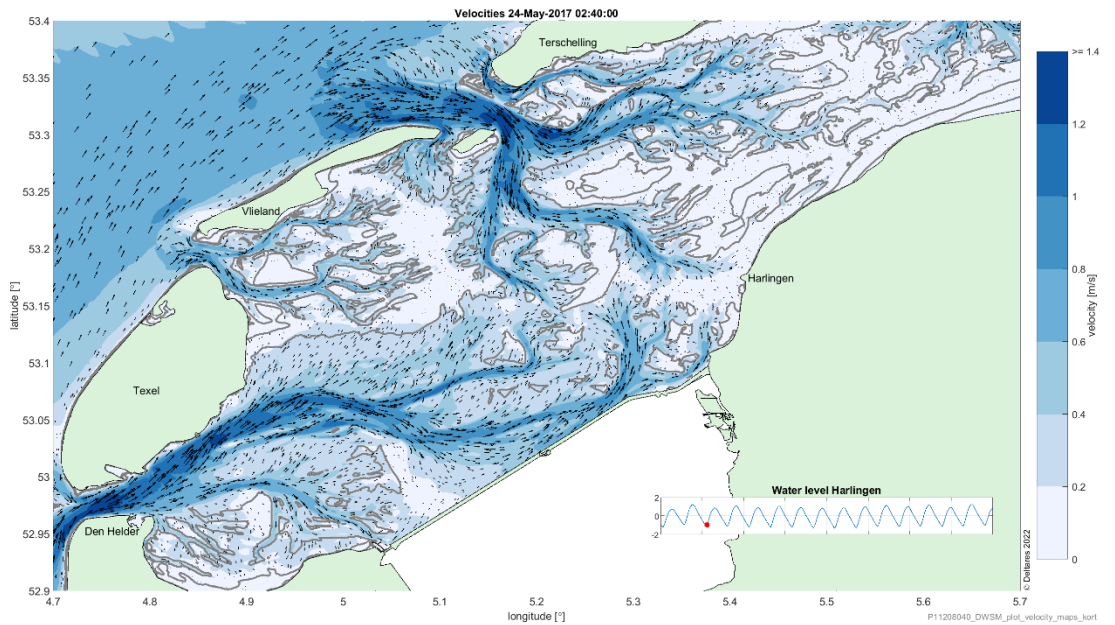 Velocities 24-May-2017 02:40:00
53.4
53.35
53.3
53.25
53.2
53.15
53.1
53.05
53
52.95
52.9
latitude [°]
Terschelling
Vlieland
Harlingen
Texel
Den Helder
Water level Harlingen
2
0
-2
4.7 4.8 4.9 5 5.1 5.2 5.3 5.4 5.5 5.6 5.7
longitude [°]
>= 1.4
1.2
1
0.8
0.6
0.4
0.2
0
velocity [m/s]
© Deltares 2022
P11208040_DWSM_plot_velocity_maps_kort